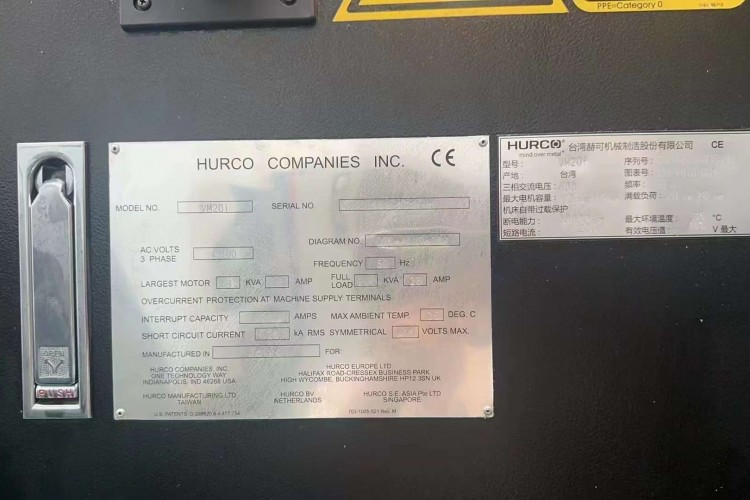 PPE=Category 0
HURCO COMPANIES INC. CE
MODEL NO. VM20i SERIAL NO.
DIAGRAM NO.
AC VOLTS
3 PHASE
FREQUENCY Hz
LARGEST MOTOR KVA AMP FULL LOAD KVA AMP
OVERCURRENT PROTECTION AT MACHINE SUPPLY TERMINALS
INTERRUPT CAPACITY AMPS MAX AMBIENT TEMP. DEG. C
SHORT CIRCUIT CURRENT kA RMS SYMMETRICAL VOLTS MAX.
MANUFACTURED IN FOR:
HURCO COMPANIES, INC.
ONE TECHNOLOGY WAY
INDIANAPOLIS, IND 46268 USA
HURCO EUROPE LTD
HALIFAX ROAD-CRESSEX BUSINESS PARK
HIGH WYCOMBE, BUCKINGHAMSHIRE HP12 3SN UK
HURCO MANUFACTURING LTD
TAIWAN
HURCO BV
NETHERLANDS
HURCO S.E. ASIA Pte LTD
SINGAPORE
U.S. PATENTS
HURCO 台湾赫可机械制造股份有限公司 CE
mind over metal
型号: VM20i 序列号:
产地: 台湾 图表号:
三相交流电压: 频率:
最大电机容量: 满载负荷:
机床自带过载保护
断电能力: 最大环境温度: °C
短路电流: 有效电压值: V 最大
OPEN
PUSH